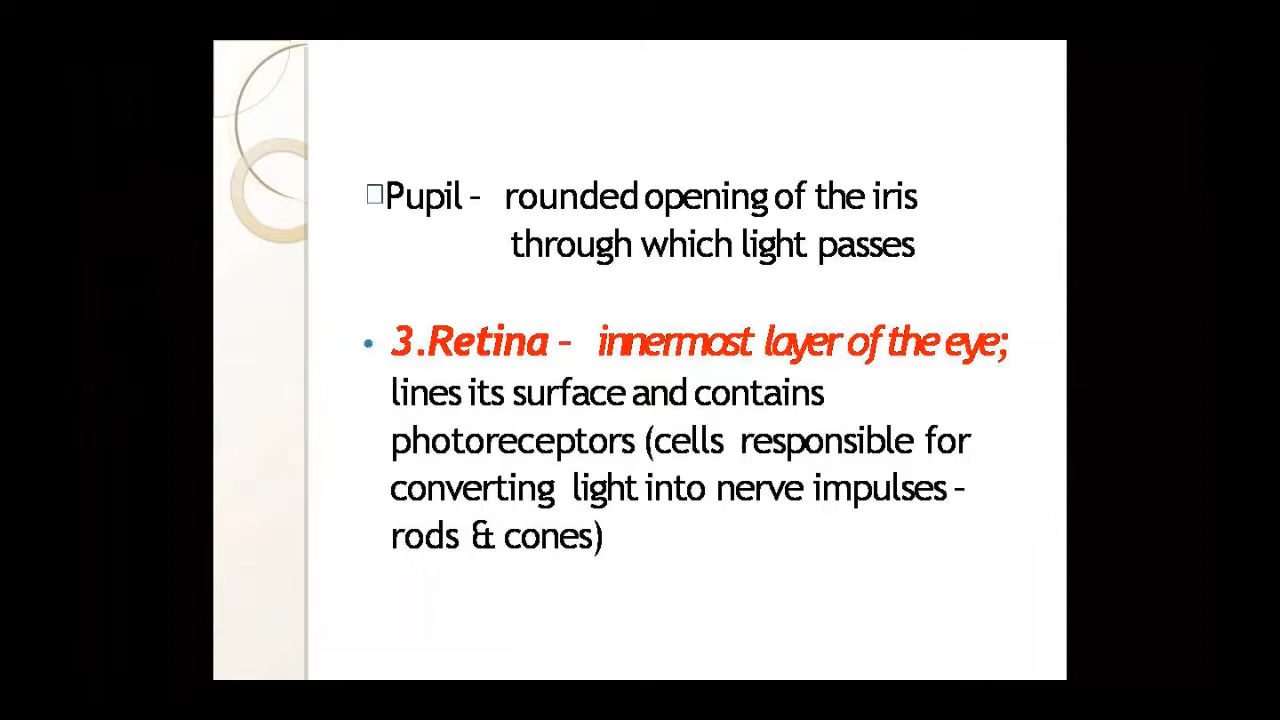 Pupil – rounded opening of the iris
through which light passes
• 3.Retina – innermost layer of the eye;
lines its surface and contains
photoreceptors (cells responsible for
converting light into nerve impulses –
rods & cones)